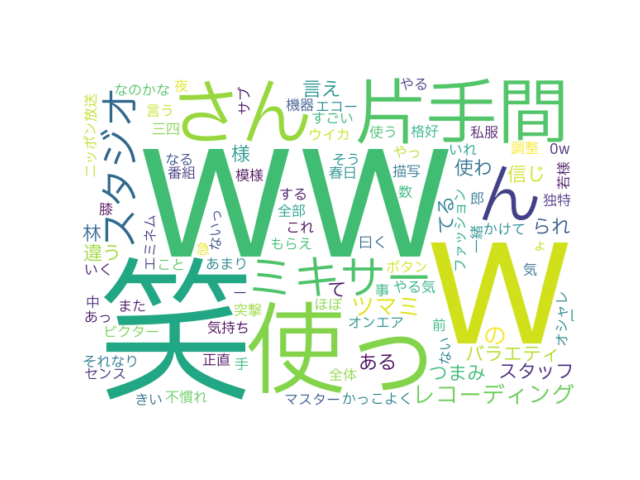 なのかな
夜
サブ
機器
エコー
言え
やる
ニッポン放送
言う
三四
スタジオ
さん
すごい
ウイカ
片手間
使う
格好
私服
なる
番組
様
模様
WW
そう
春日
描写
やっ
いれ
使わ
調整
信じ
0w
若様
独特
膝
林
違う
エミネム
急
ないっ
する
全部
これ
もらえ
数
曰く
てる
ん
郎
ファッション
一緒
かけて
られ
ょ
気
いく
こと
あまり
ミキサー
ボタン
やる気
W
中
あっ
また
ビクター
気持ち
笑
突撃
ー
ほぼ
て
オンエア
ツマミ
事
前
の
ない
バラエティ
オシャレ
それなり
センス
正直
手
使っ
全体
ある
つまみ
スタッフ
きい
不慣れ
マスター
かっこよく
レコーディング